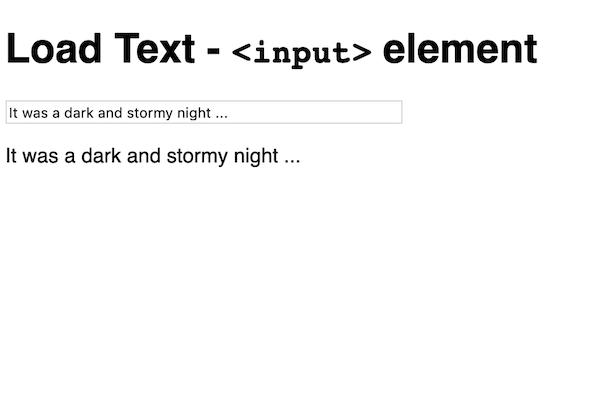 Load Text - <input> element
It was a dark and stormy night ...
It was a dark and stormy night ...